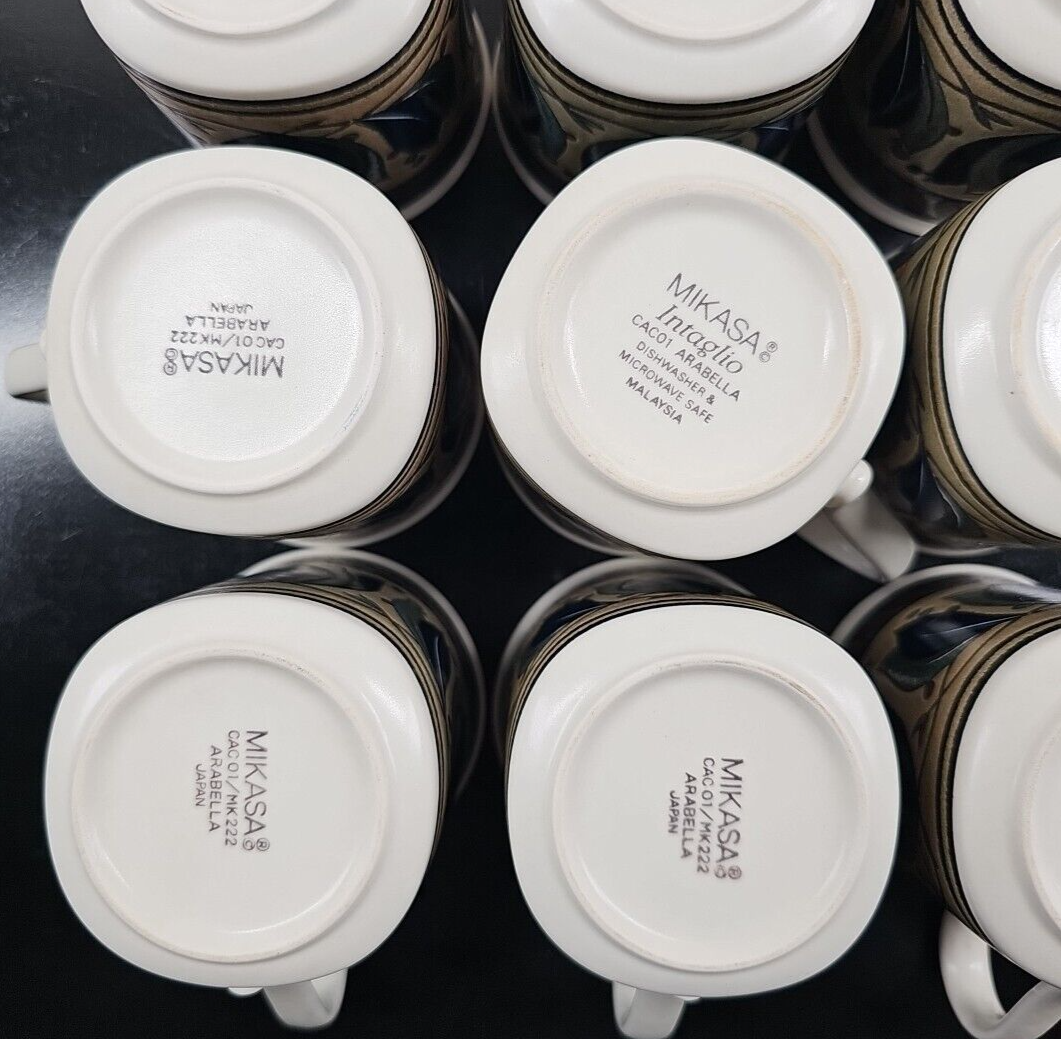 MIKASA®©
CAC01/MK222
ARABELLA
JAPAN
MIKASA®©
Intaglio
CAC01 ARABELLA
DISHWASHER &
MICROWAVE SAFE
MALAYSIA
MIKASA®©
CAC01/MK222
ARABELLA
JAPAN
MIKASA®©
CAC01/MK222
ARABELLA
JAPAN